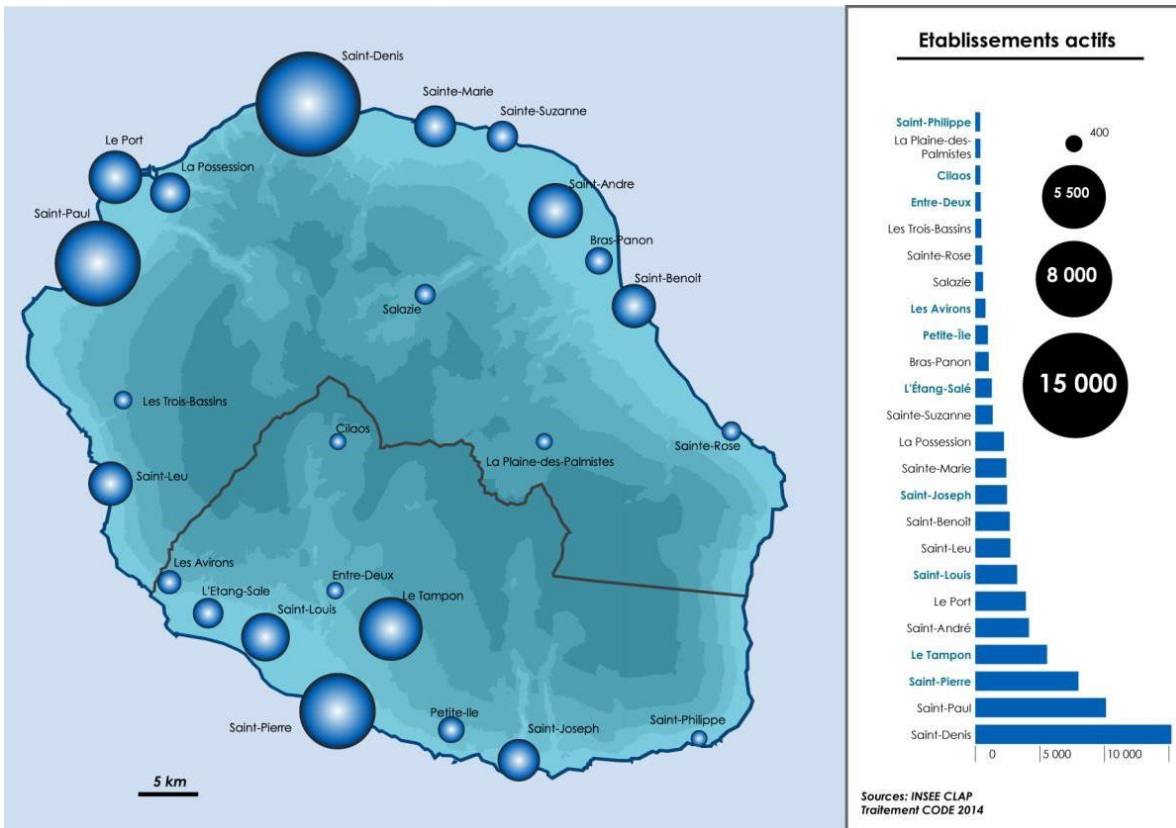 Saint-Denis
Sainte-Marie
Sainte-Suzanne
Le Port
La Possession
Saint-Andre
Saint-Paul
Bras-Panon
Saint-Benoit
Salazie
Les Trois-Bassins
Cilaos
Sainte-Rose
La Plaine-des-Palmistes
Saint-Leu
Les Avirons
Entre-Deux
L'Etang-Sale
Le Tampon
Saint-Louis
Petite-Ile
Saint-Philippe
Saint-Pierre
Saint-Joseph
5 km
Etablissements actifs
Saint-Philippe
La Plaine-des-
Palmistes
Cilaos
Entre-Deux
Les Trois-Bassins
Sainte-Rose
Salazie
Les Avirons
Petite-Île
Bras-Panon
L'Étang-Salé
Sainte-Suzanne
La Possession
Sainte-Marie
Saint-Joseph
Saint-Benoît
Saint-Leu
Saint-Louis
Le Port
Saint-André
Le Tampon
Saint-Pierre
Saint-Paul
Saint-Denis
0 5 000 10 000
400
5 500
8 000
15 000
Sources: INSEE CLAP
Traitement CODE 2014